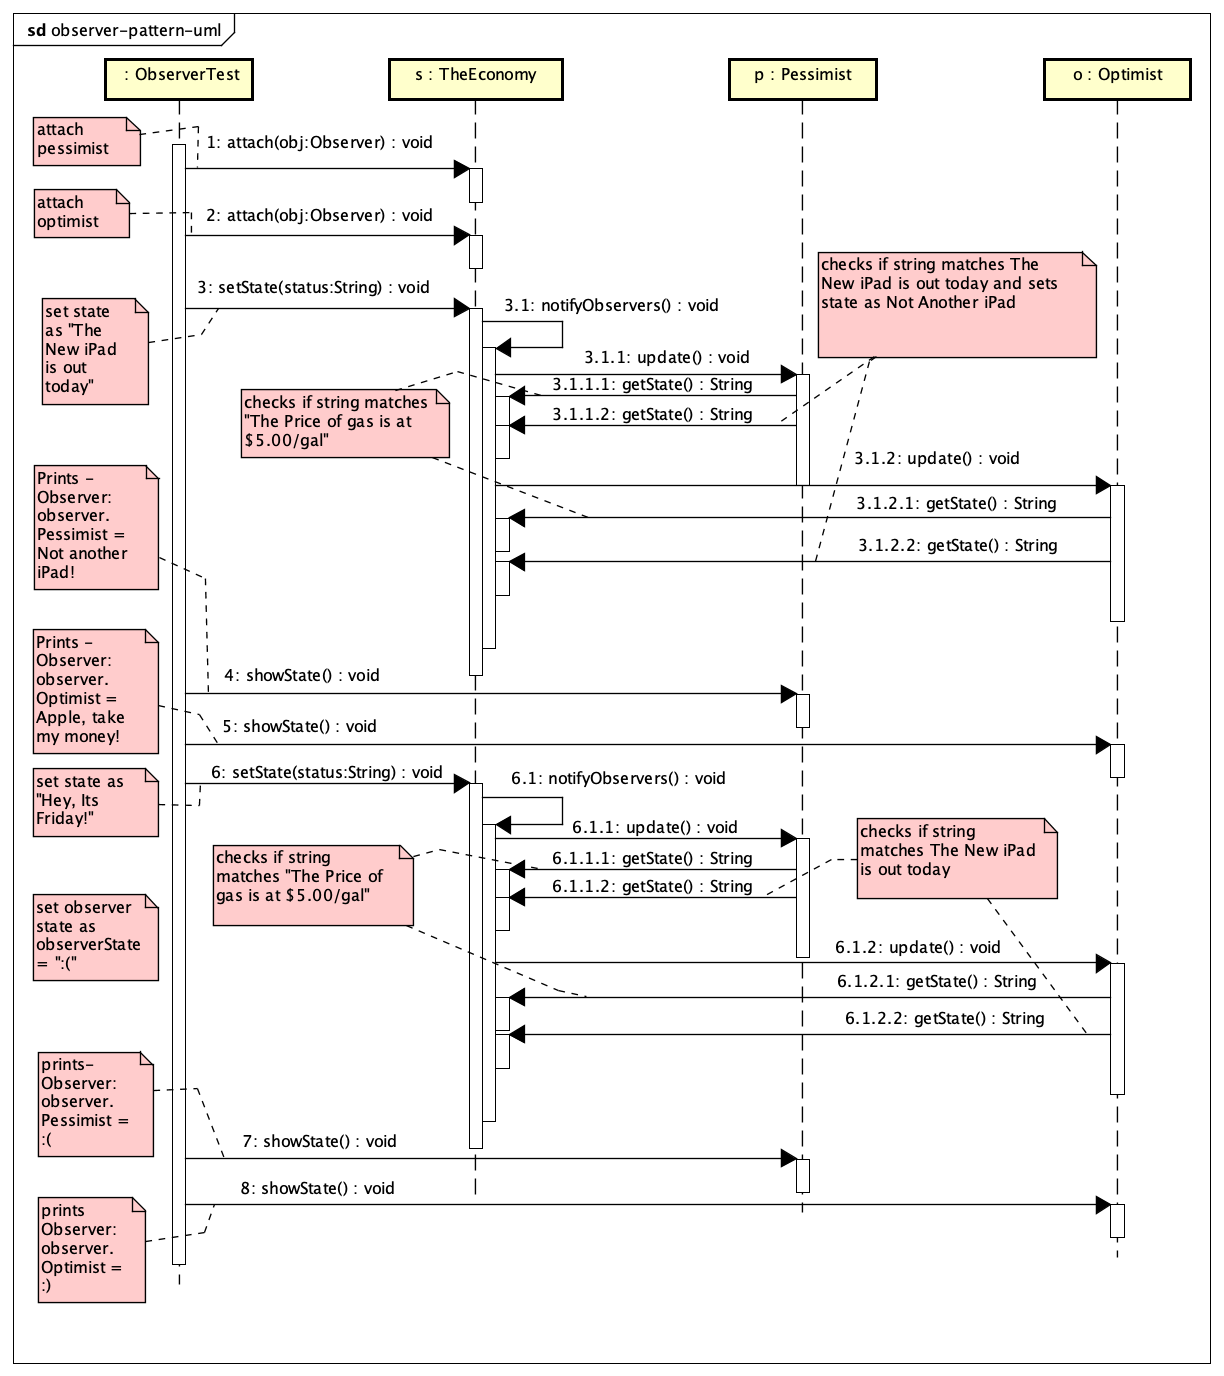 sd observer-pattern-uml
: ObserverTest
s : TheEconomy
p : Pessimist
o : Optimist
attach
pessimist
1: attach(obj:Observer) : void
attach
optimist
2: attach(obj:Observer) : void
checks if string matches The
New iPad is out today and sets
state as Not Another iPad
3: setState(status:String) : void
set state
as "The
New iPad
is out
today"
3.1: notifyObservers() : void
3.1.1: update() : void
3.1.1.1: getState() : String
checks if string matches
"The Price of gas is at
$5.00/gal"
3.1.1.2: getState() : String
3.1.2: update() : void
Prints -
Observer:
observer.
Pessimist =
Not another
iPad!
3.1.2.1: getState() : String
3.1.2.2: getState() : String
Prints -
Observer:
observer.
Optimist =
Apple, take
my money!
4: showState() : void
5: showState() : void
set state as
"Hey, Its
Friday!"
6: setState(status:String) : void
6.1: notifyObservers() : void
6.1.1: update() : void
checks if string
matches The New iPad
is out today
checks if string
matches "The Price of
gas is at $5.00/gal"
6.1.1.1: getState() : String
6.1.1.2: getState() : String
set observer
state as
observerState
= ":("
6.1.2: update() : void
6.1.2.1: getState() : String
6.1.2.2: getState() : String
prints-
Observer:
observer.
Pessimist =
:(
7: showState() : void
8: showState() : void
prints
Observer:
observer.
Optimist =
:)